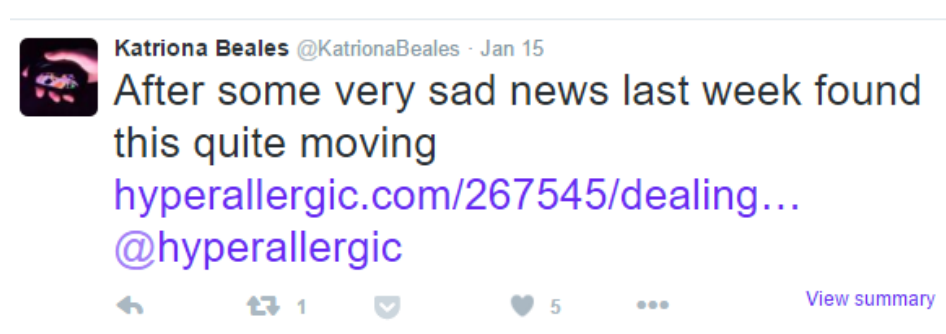 Katriona Beales @KatrionaBeales · Jan 15
After some very sad news last week found
this quite moving
hyperallergic.com/267545/dealing…
@hyperallergic
1 5 View summary